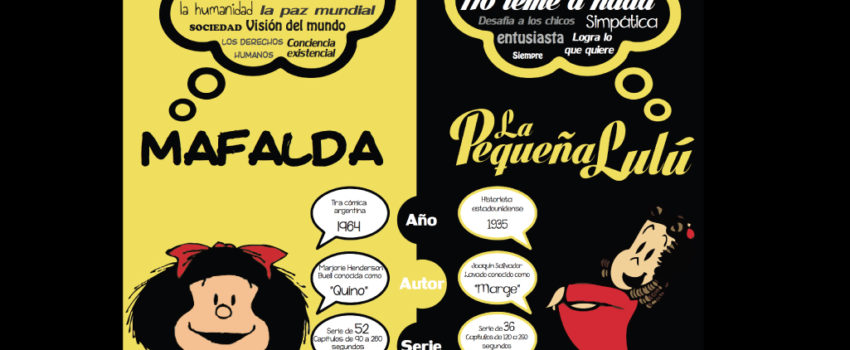 la humanidad la paz mundial
SOCIEDAD Visión del mundo
LOS DERECHOS HUMANOS Conciencia existencial
No teme a nada
Desafía a los chicos Simpática
entusiasta Logra lo que quiere
Siempre
MAFALDA
La Pequeña Lulú
Tira cómica
argentina
1964
Año
Historieta
estadounidense
1935
Marjorie Henderson
Buell conocida como
"Quino"
Autor
Joaquín Salvador
Lavado conocido como
"Marge"
Serie de 52
Capítulos de 90 a 260
segundos
Serie
Serie de 36
Capítulos de 120 a 260
segundos